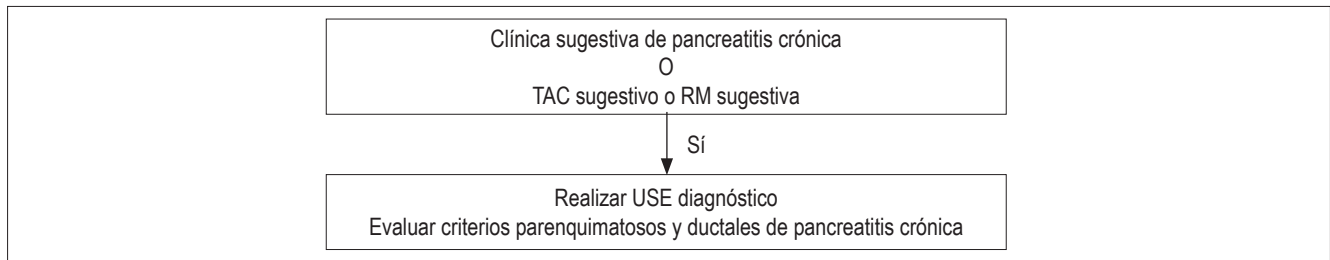 Clínica sugestiva de pancreatitis crónica
O
TAC sugestivo o RM sugestiva
Sí
Realizar USE diagnóstico
Evaluar criterios parenquimatosos y ductales de pancreatitis crónica